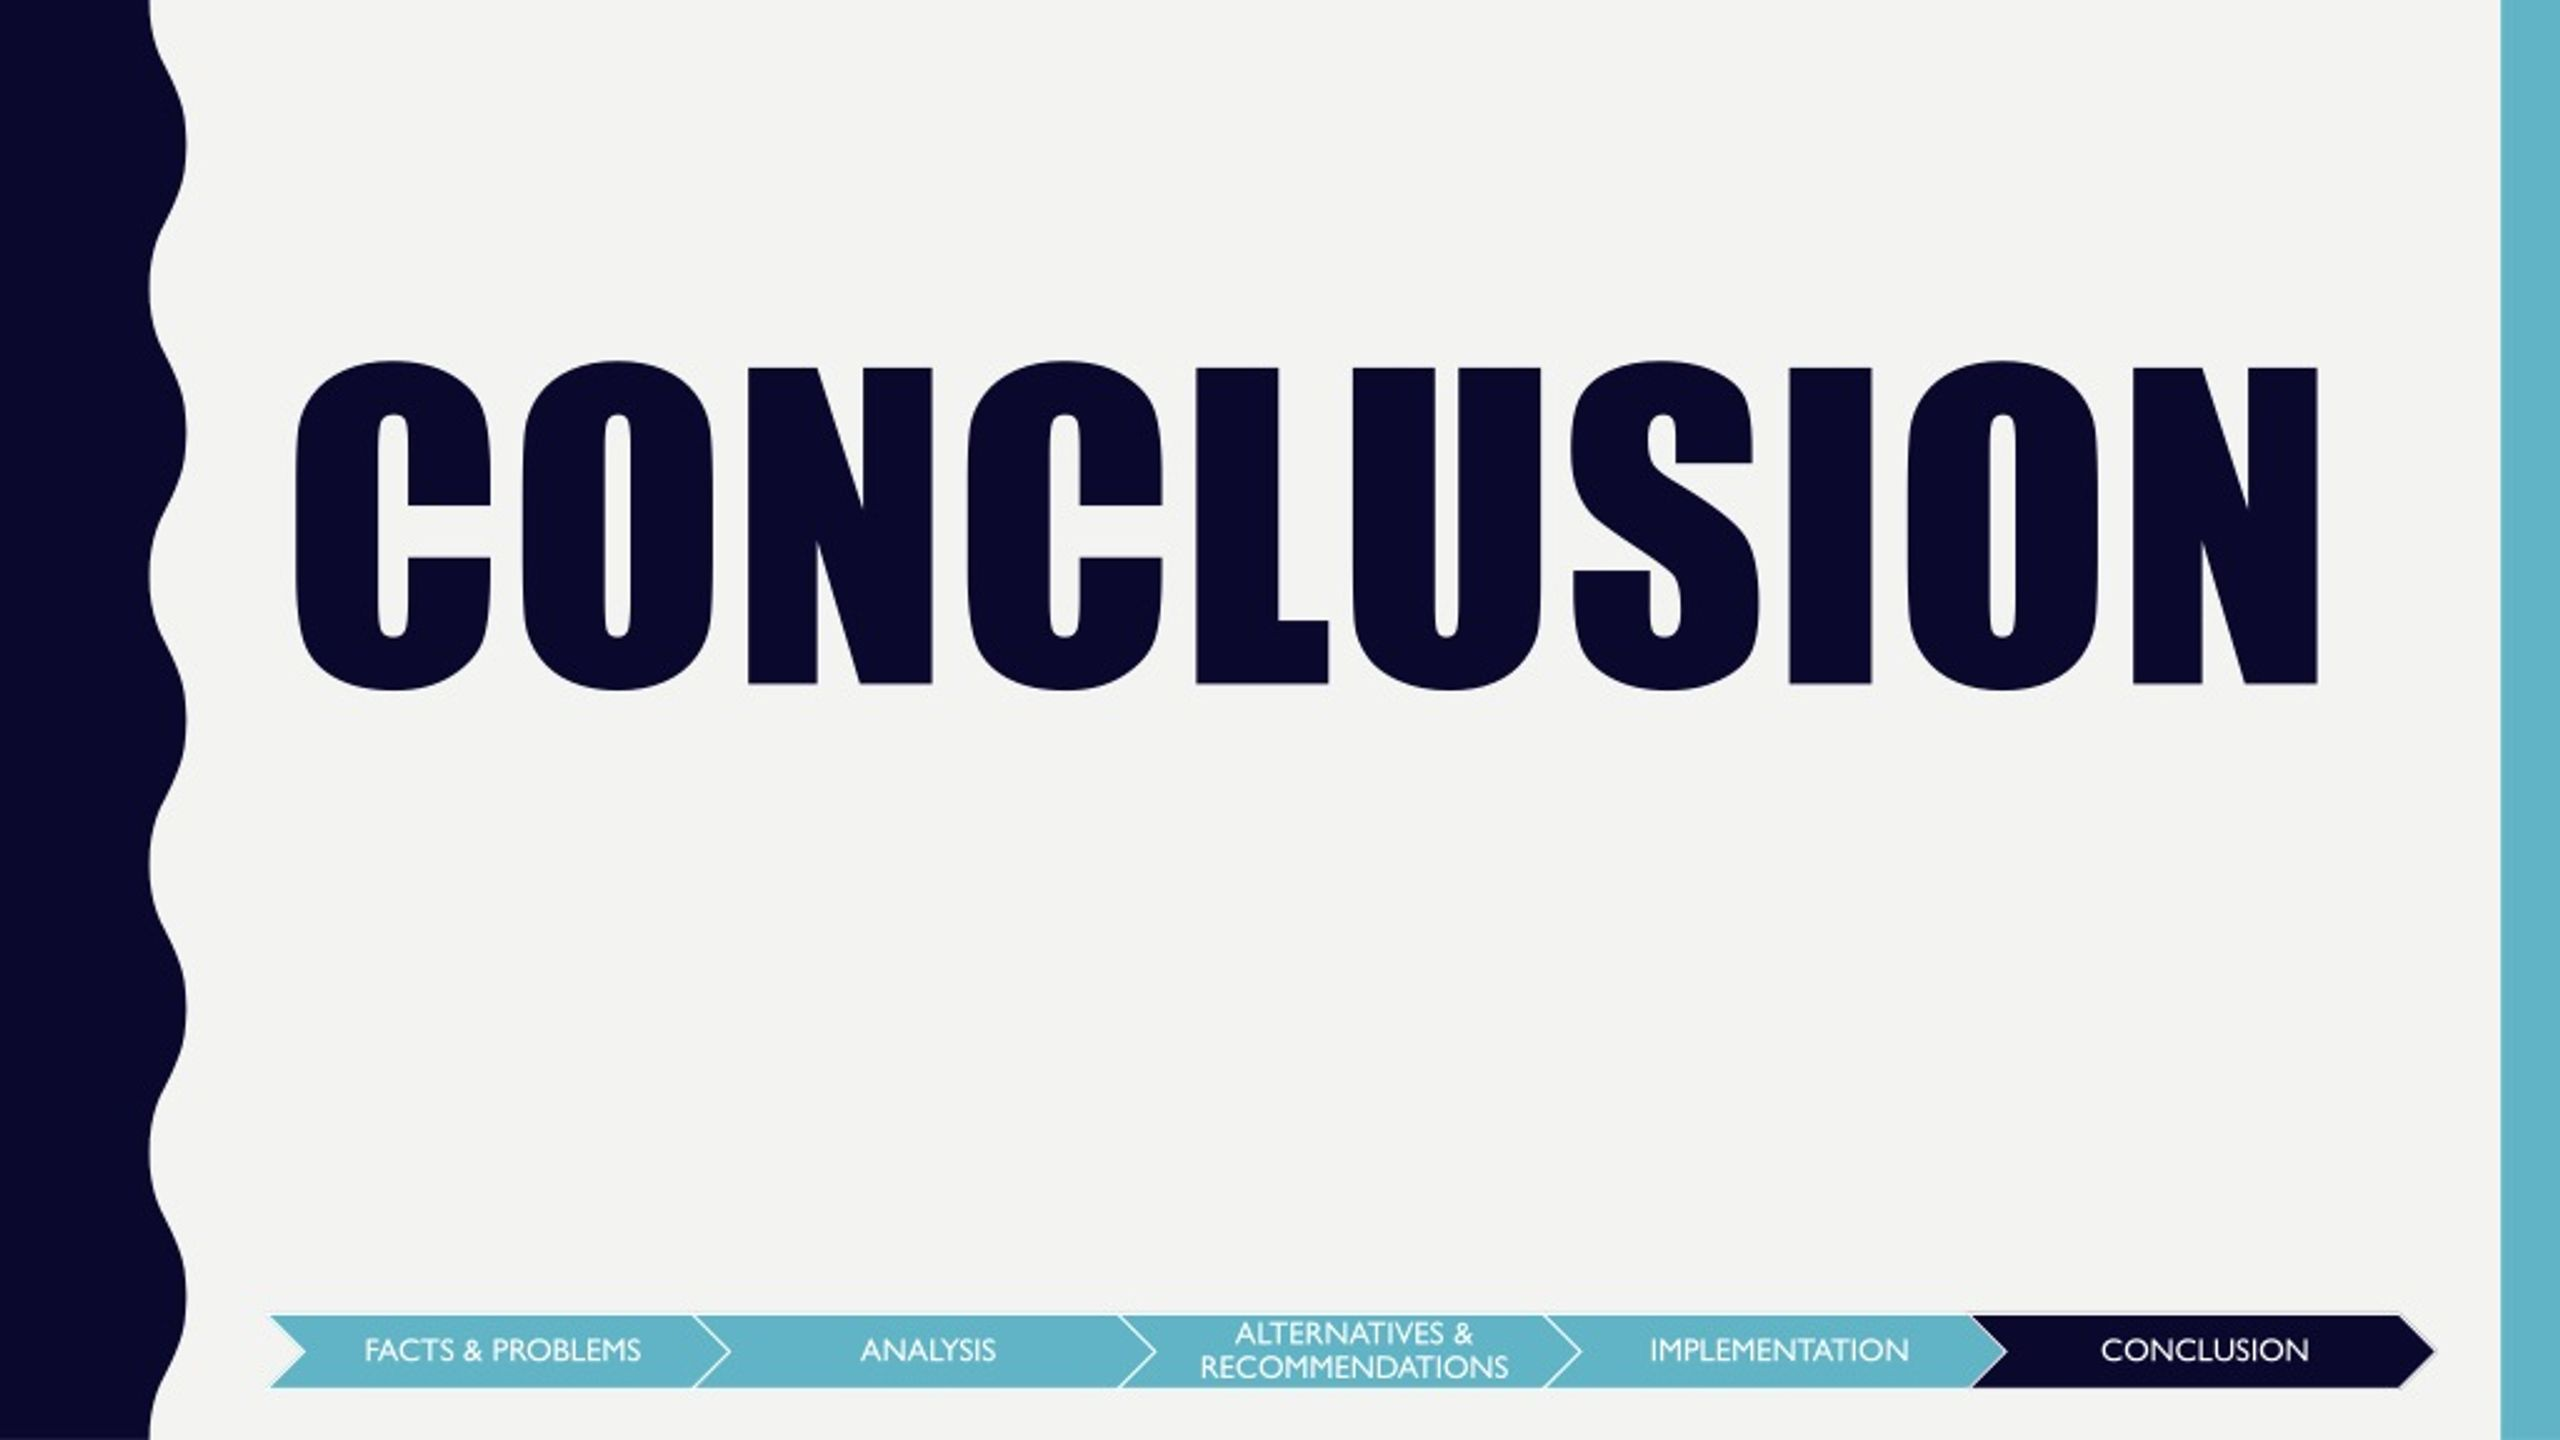 CONCLUSION
FACTS & PROBLEMS
ANALYSIS
ALTERNATIVES &
RECOMMENDATIONS
IMPLEMENTATION
CONCLUSION